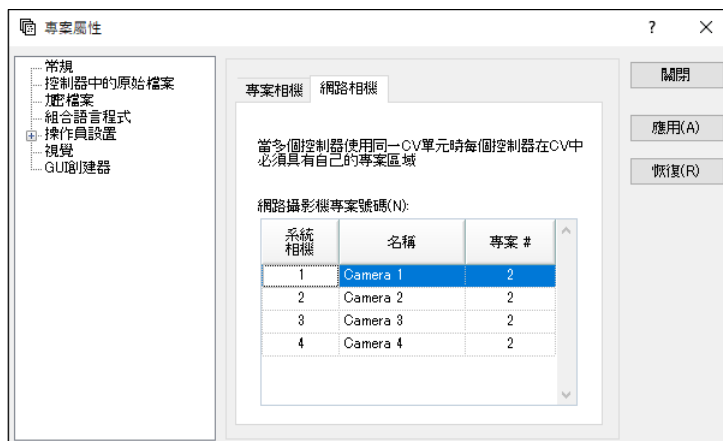 專案屬性
? ×
常規
控制器中的原始檔案
加密檔案
組合語言程式
操作員設置
視覺
GUI創建器
專案相機 網路相機
當多個控制器使用同一CV單元時每個控制器在CV中
必須具有自己的專案區域
網路攝影機專案號碼(N):
系統
相機 名稱 專案 #
1 Camera 1 2
2 Camera 2 2
3 Camera 3 2
4 Camera 4 2
關閉
應用(A)
恢復(R)